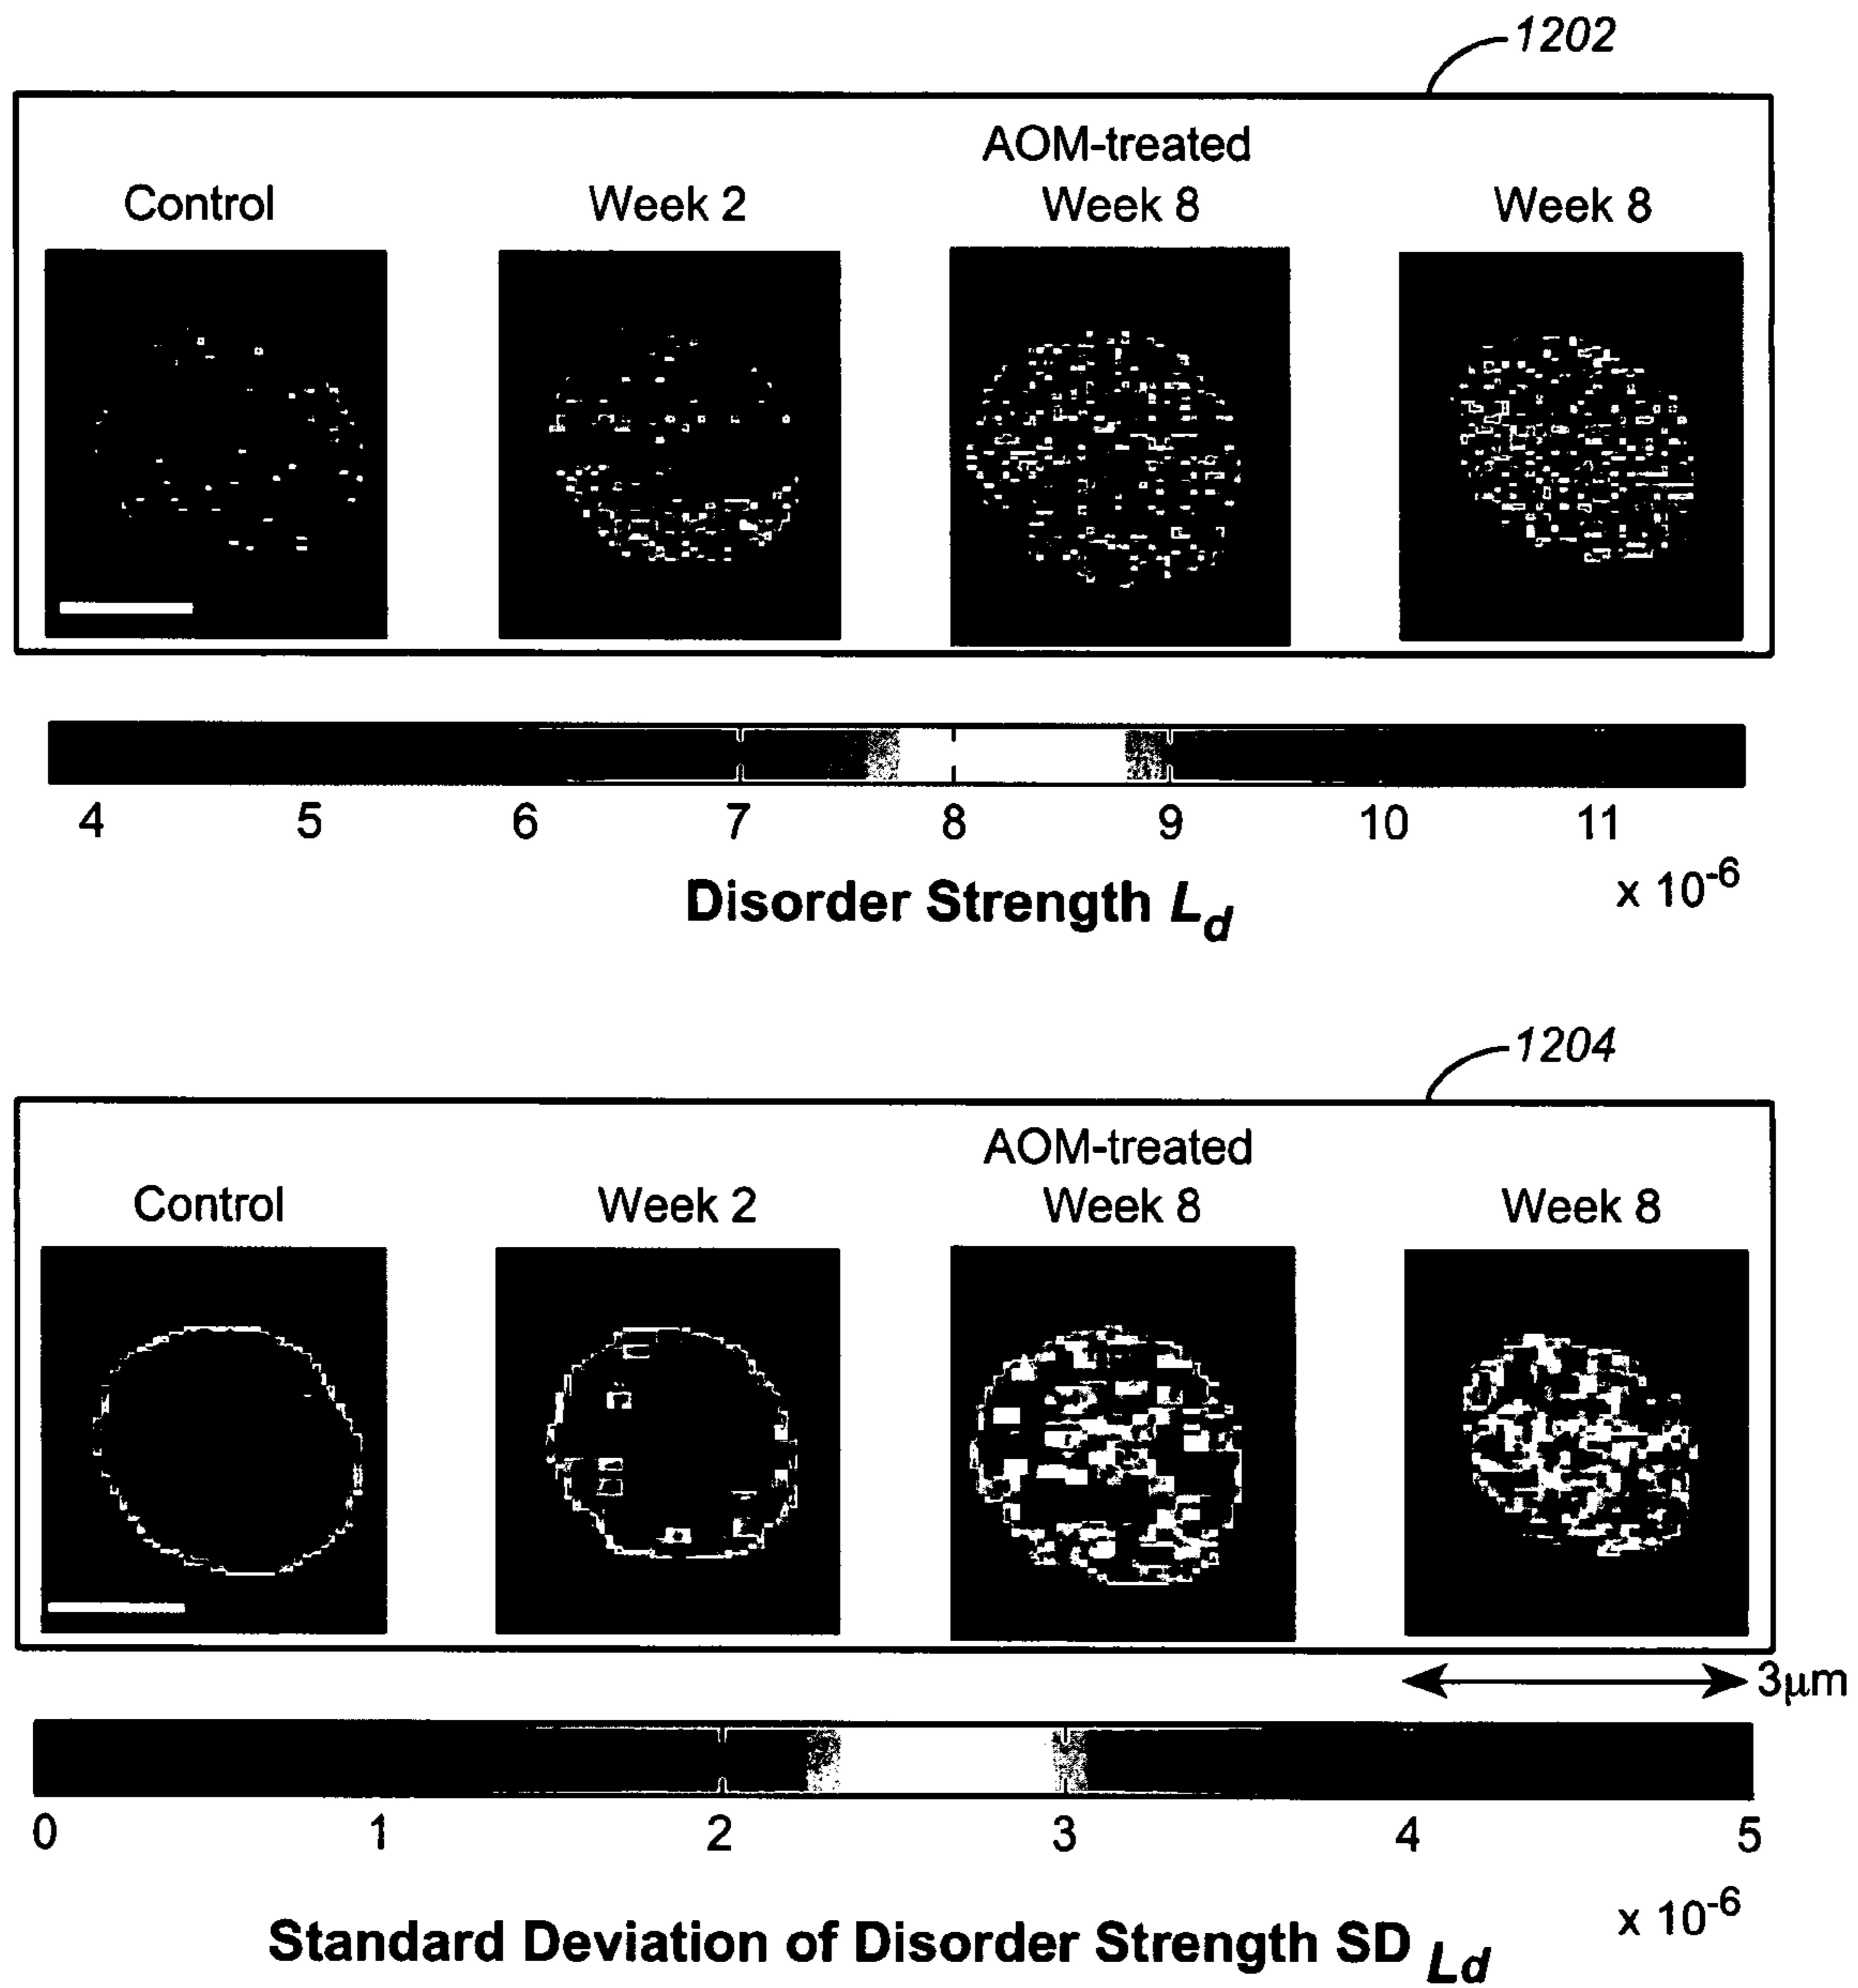 1202
AOM-treated
Control Week 2 Week 8 Week 8
4 5 6 7 8 9 10 11
x 10-6
Disorder Strength Ld
1204
AOM-treated
Control Week 2 Week 8 Week 8
3μm
0 1 2 3 4 5
x 10-6
Standard Deviation of Disorder Strength SD Ld